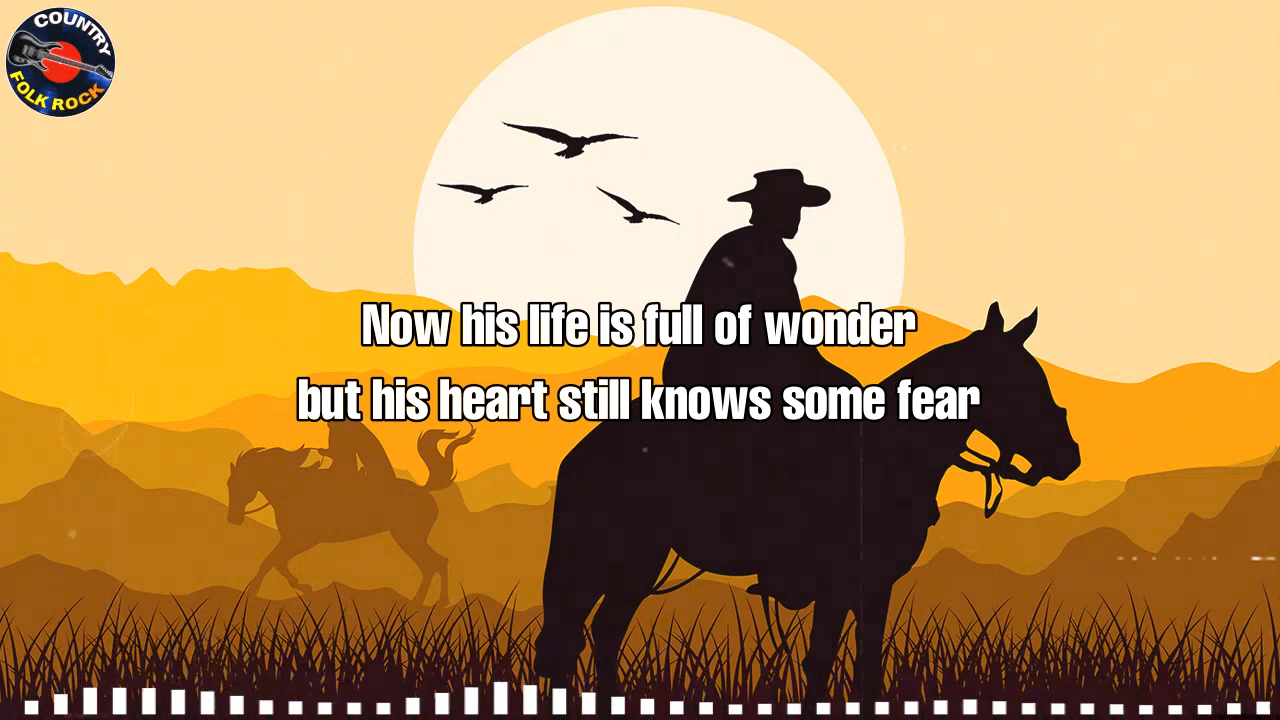 COUNTRY
FOLK ROCK
Now his life is full of wonder
but his heart still knows some fear